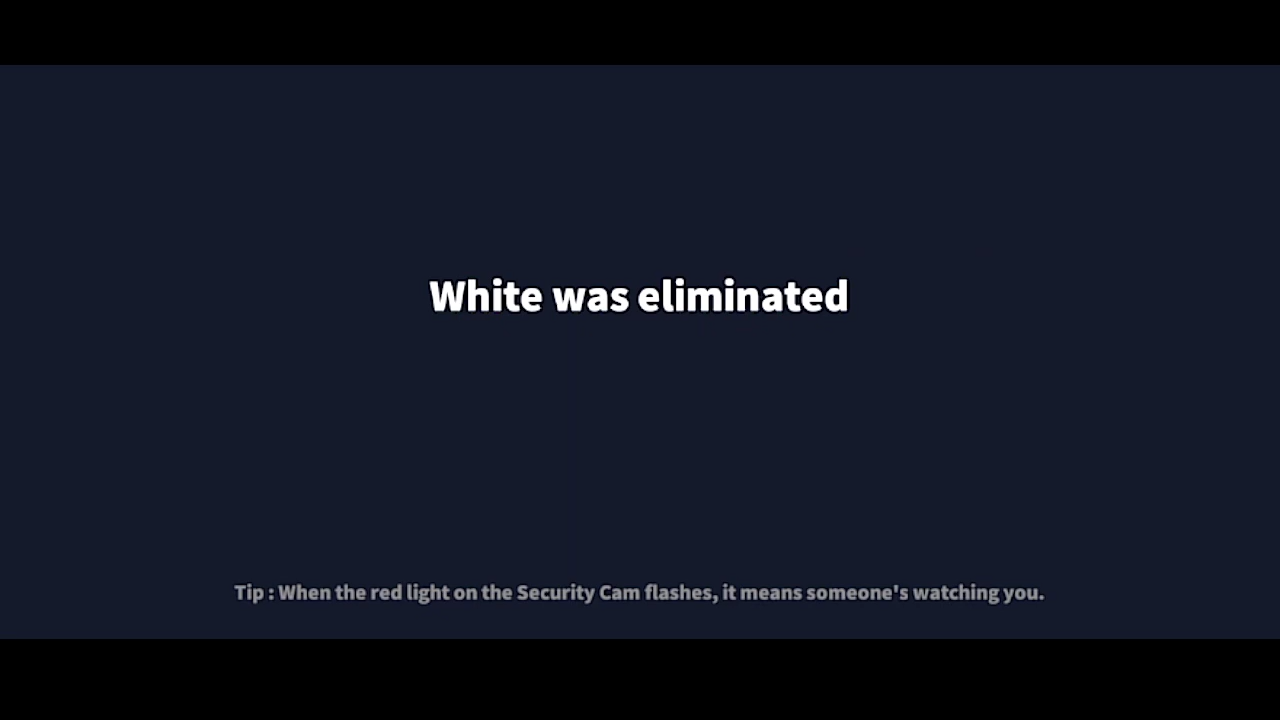 White was eliminated
Tip : When the red light on the Security Cam flashes, it means someone's watching you.